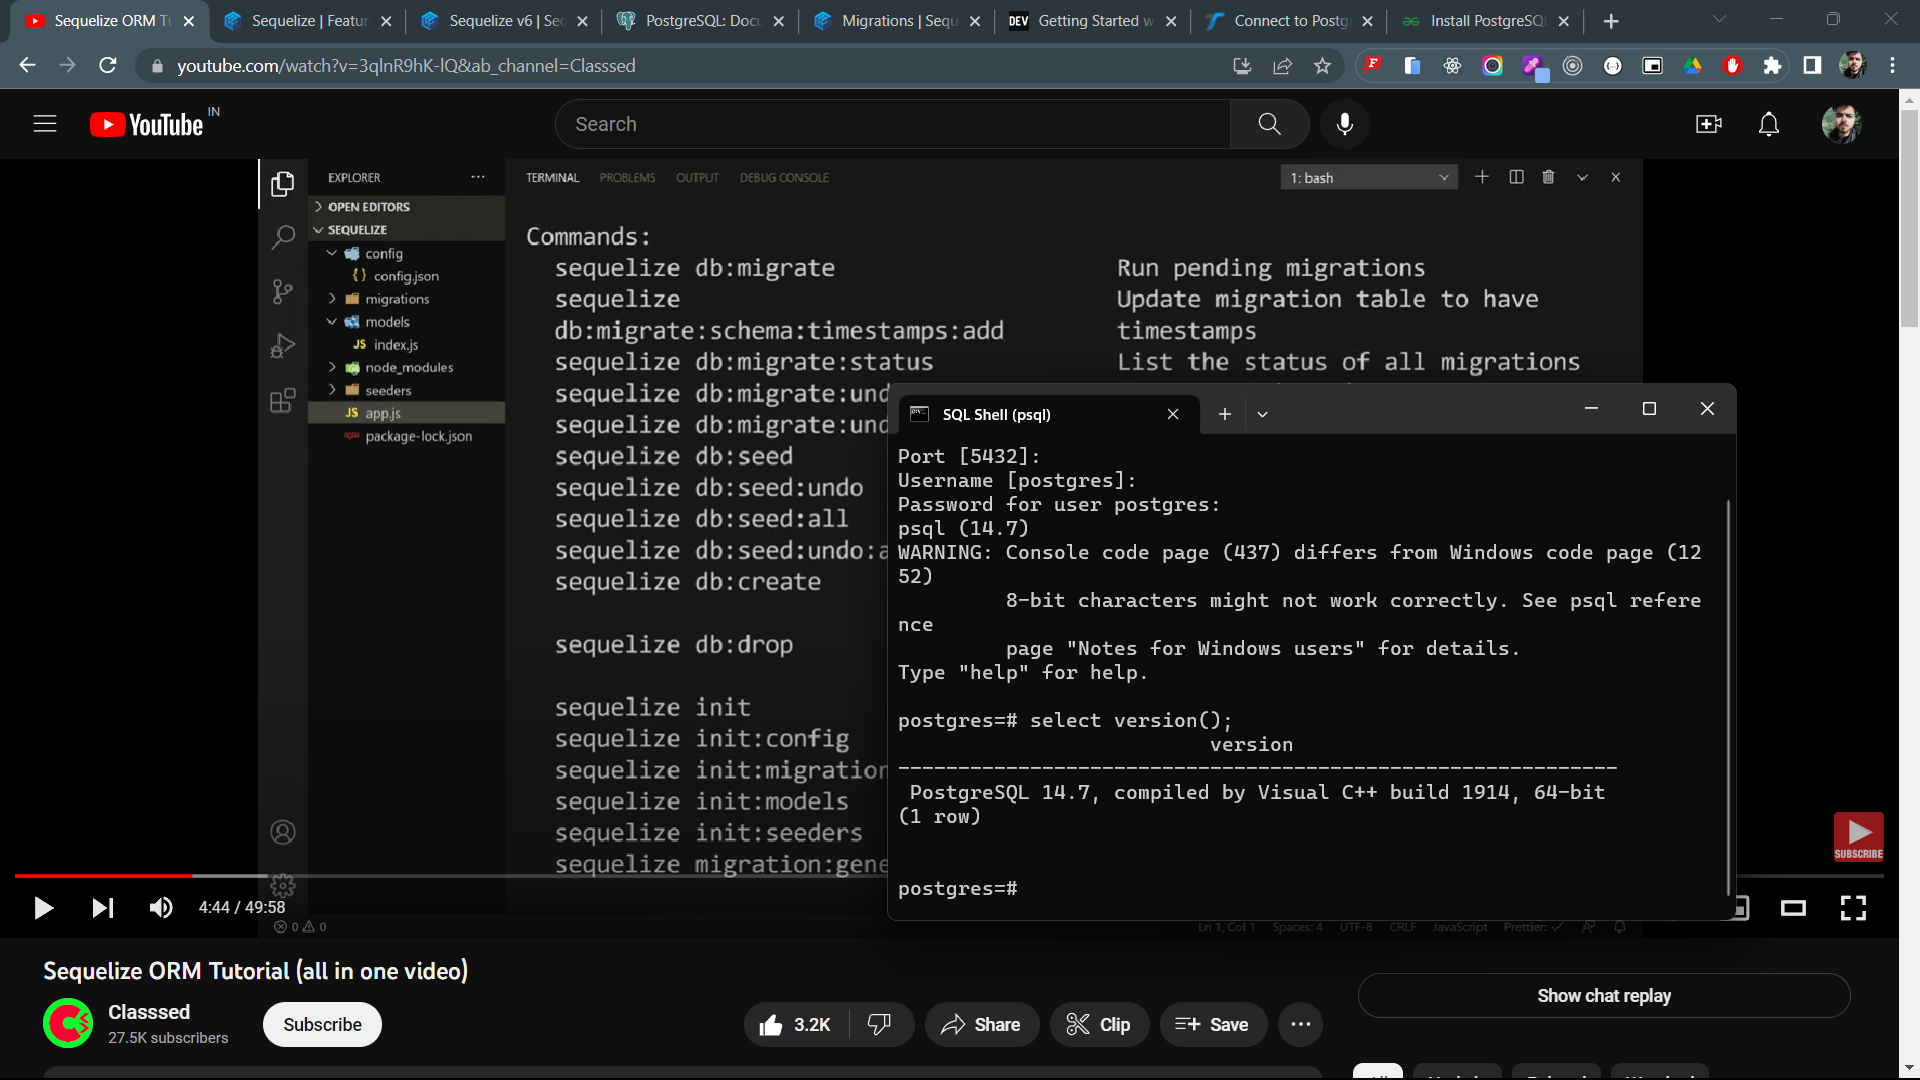 Sequelize ORM Tu
Sequelize | Featur
Sequelize v6 | Seq
PostgreSQL: Docu
Migrations | Sequ
DEV Getting Started w
Connect to Postg
Install PostgreSQL
youtube.com/watch?v=3qlnR9hK-lQ&ab_channel=Classsed
YouTube IN
Search
EXPLORER
OPEN EDITORS
SEQUELIZE
config
{} config.json
migrations
models
JS index.js
node_modules
seeders
JS app.js
package-lock.json
TERMINAL PROBLEMS OUTPUT DEBUG CONSOLE
1: bash
Commands:
sequelize db:migrate Run pending migrations
sequelize Update migration table to have
db:migrate:schema:timestamps:add timestamps
sequelize db:migrate:status List the status of all migrations
sequelize db:migrate:und
sequelize db:migrate:und
sequelize db:seed
sequelize db:seed:undo
sequelize db:seed:all
sequelize db:seed:undo:a
sequelize db:create
sequelize db:drop
sequelize init
sequelize init:config
sequelize init:migration
sequelize init:models
sequelize init:seeders
sequelize migration:gene
SQL Shell (psql)
Port [5432]:
Username [postgres]:
Password for user postgres:
psql (14.7)
WARNING: Console code page (437) differs from Windows code page (12
52)
8-bit characters might not work correctly. See psql refere
nce
page "Notes for Windows users" for details.
Type "help" for help.
postgres=# select version();
version
------------------------------------------------------------
PostgreSQL 14.7, compiled by Visual C++ build 1914, 64-bit
(1 row)
postgres=#
SUBSCRIBE
4:44 / 49:58
0 0
Ln 1, Col 1 Spaces: 4 UTF-8 CRLF JavaScript Prettier: ✓
Sequelize ORM Tutorial (all in one video)
Classsed
27.5K subscribers
Subscribe
3.2K
Share
Clip
Save
Show chat replay